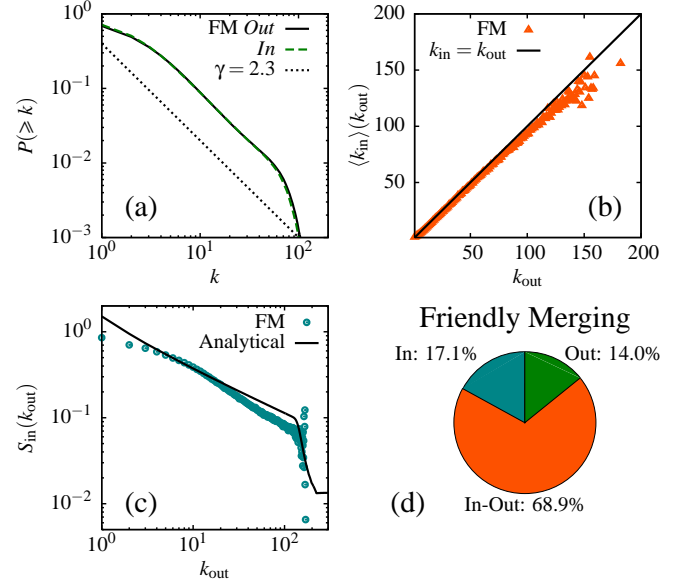 10^0
10^-1
10^-2
10^-3
P(⩾ k)
FM Out
In
γ = 2.3
(a)
10^0 10^1 10^2
k
200
150
100
50
⟨k_in⟩(k_out)
FM
k_in = k_out
(b)
50 100 150 200
k_out
10^0
10^-1
10^-2
S_in(k_out)
FM
Analytical
(c)
10^0 10^1 10^2
k_out
Friendly Merging
In: 17.1% Out: 14.0%
(d)
In-Out: 68.9%